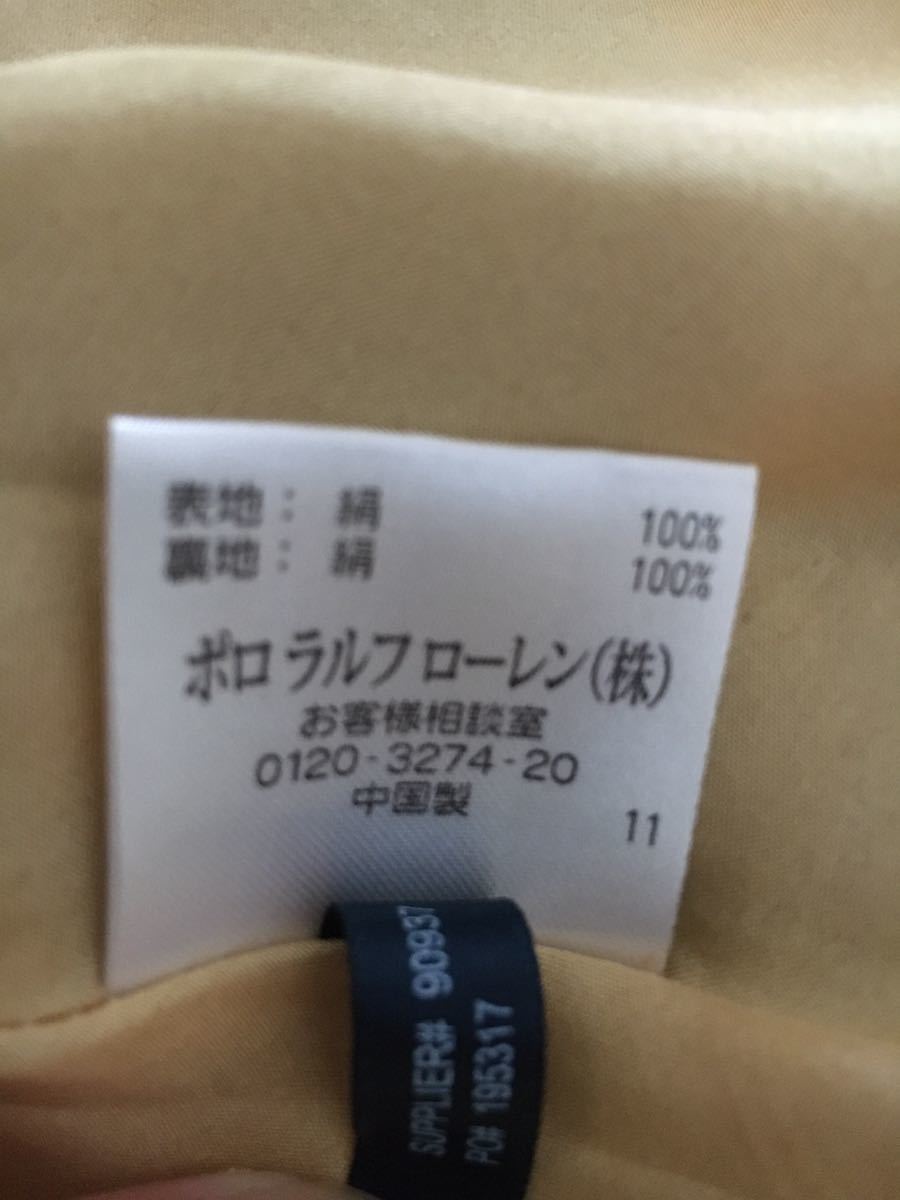 表地： 絹 100%
裏地： 絹 100%
ポロ ラルフ ローレン(株)
お客様相談室
0120-3274-20
中国製
11
SUPPLIER# 90937
PO# 195317